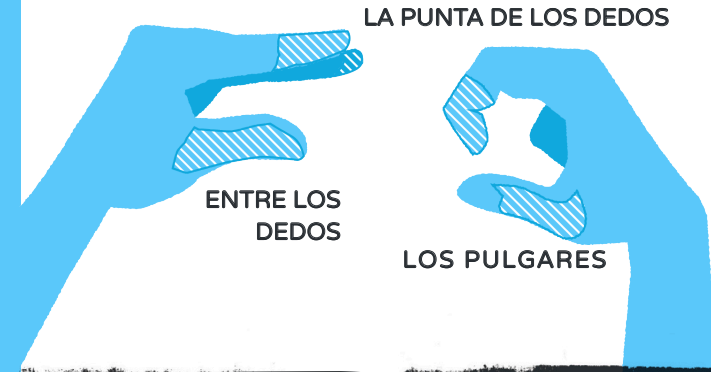 LA PUNTA DE LOS DEDOS
ENTRE LOS
DEDOS
LOS PULGARES